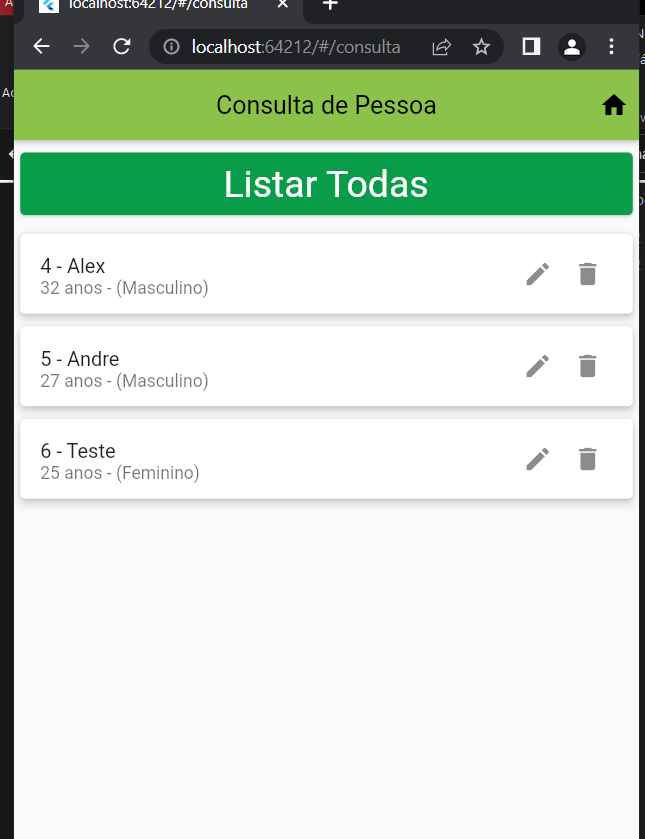 localhost:64212/#/consulta
localhost:64212/#/consulta
Consulta de Pessoa
Listar Todas
4 - Alex
32 anos - (Masculino)
5 - Andre
27 anos - (Masculino)
6 - Teste
25 anos - (Feminino)